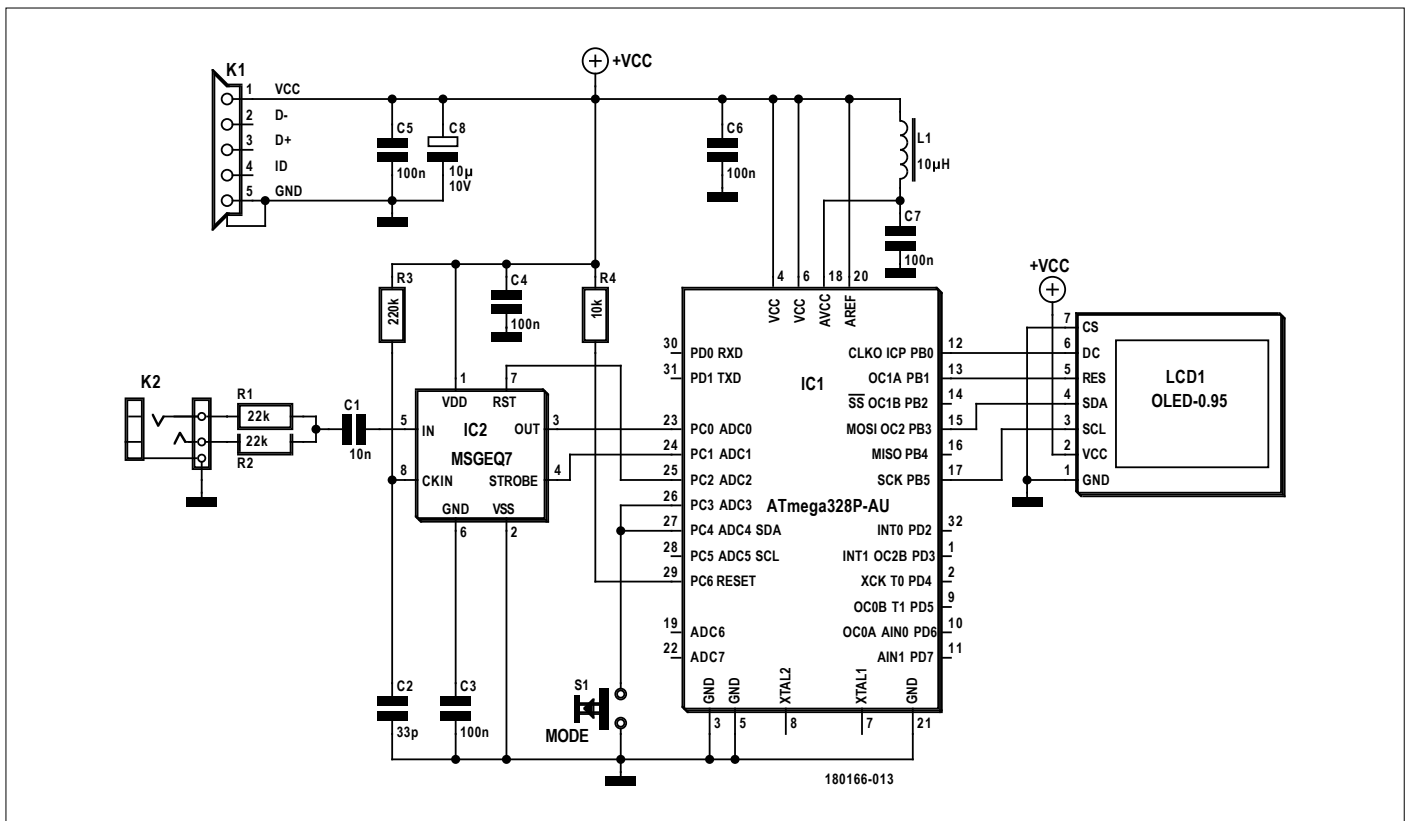 +VCC
K1
1 VCC
2 D-
3 D+
4 ID
5 GND
C5
100n
C8
10µ
10V
C6
100n
L1
10µH
C7
100n
R3
220k
C4
100n
R4
10k
K2
R1
22k
22k
R2
C1
10n
1
VDD
7
RST
5 IN
IC2
MSGEQ7
OUT 3
8 CKIN
STROBE 4
GND
6
VSS
2
C2
33p
C3
100n
S1
MODE
4 6 18 20
VCC VCC AVCC AREF
IC1
ATmega328P-AU
30 PD0 RXD
31 PD1 TXD
23 PC0 ADC0
24 PC1 ADC1
25 PC2 ADC2
26 PC3 ADC3
27 PC4 ADC4 SDA
28 PC5 ADC5 SCL
29 PC6 RESET
19 ADC6
22 ADC7
CLKO ICP PB0 12
OC1A PB1 13
SS OC1B PB2 14
MOSI OC2 PB3 15
MISO PB4 16
SCK PB5 17
INT0 PD2 32
INT1 OC2B PD3 1
XCK T0 PD4 2
OC0B T1 PD5 9
OC0A AIN0 PD6 10
AIN1 PD7 11
GND GND XTAL2 XTAL1 GND
3 5 8 7 21
+VCC
7 CS
6 DC
5 RES
4 SDA
3 SCL
2 VCC
1 GND
LCD1
OLED-0.95
180166-013